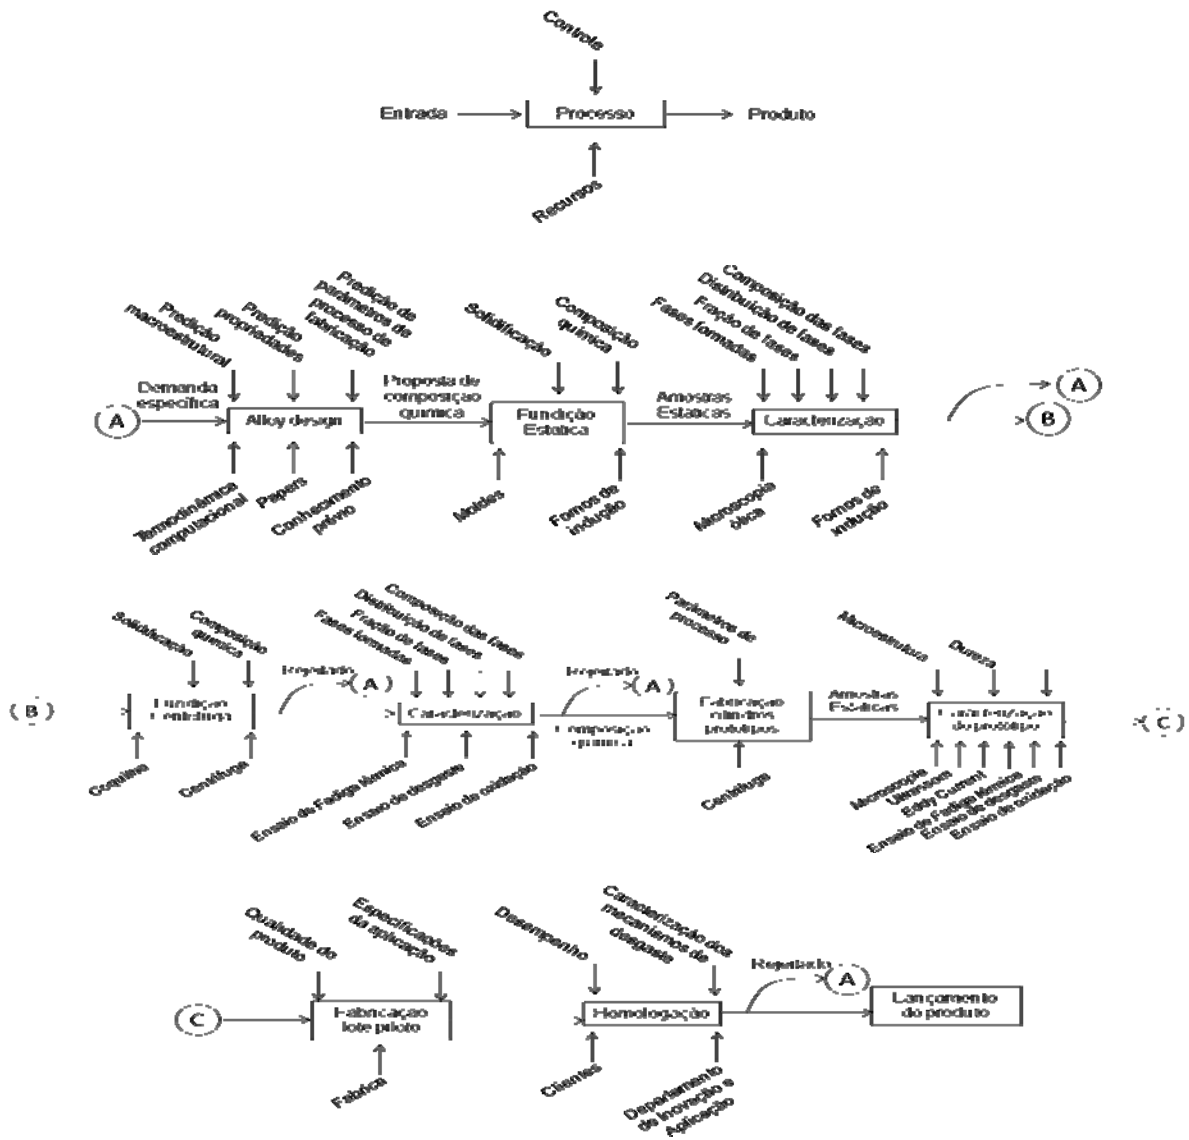 Controle
Entrada
Processo
Produto
Recursos
Predição
macroestrutural
Predição
propriedades
Predição de
parâmetros de
processo de
fabricação
Solidificação
Composição
química
Fases formadas
Fração de fases
Distribuição de fases
Composição das fases
Demanda
específica
A
Alloy design
Proposta de
composição
química
Fundição
Estática
Amostras
Estáticas
Caracterização
A
B
Termodinâmica
computacional
Papers
Conhecimento
prévio
Moldes
Fornos de
indução
Microscopia
ótica
Fornos de
indução
Solidificação
Composição
química
Fases formadas
Fração de fases
Distribuição de fases
Composição das fases
Parâmetros de
processo
Microestrutura
Dureza
B
Fundição
Centrífuga
Rejeitado
A
Caracterização
Rejeitado
A
Composição
química
Fabricação
cilindros
protótipos
Amostras
Estáticas
Caracterização
do protótipo
C
Coquilha
Centrífuga
Ensaio de Fadiga térmica
Ensaio de desgaste
Ensaio de oxidação
Centrífuga
Microscopia
Ultrassom
Eddy Current
Ensaio de Fadiga térmica
Ensaio de desgaste
Ensaio de oxidação
Qualidade do
produto
Especificações
da aplicação
Desempenho
Caracterização dos
mecanismos de
desgaste
C
Fabricação
lote piloto
Homologação
Rejeitado
A
Lançamento
do produto
Fabrica
Clientes
Departamento
de Inovação e
Aplicação